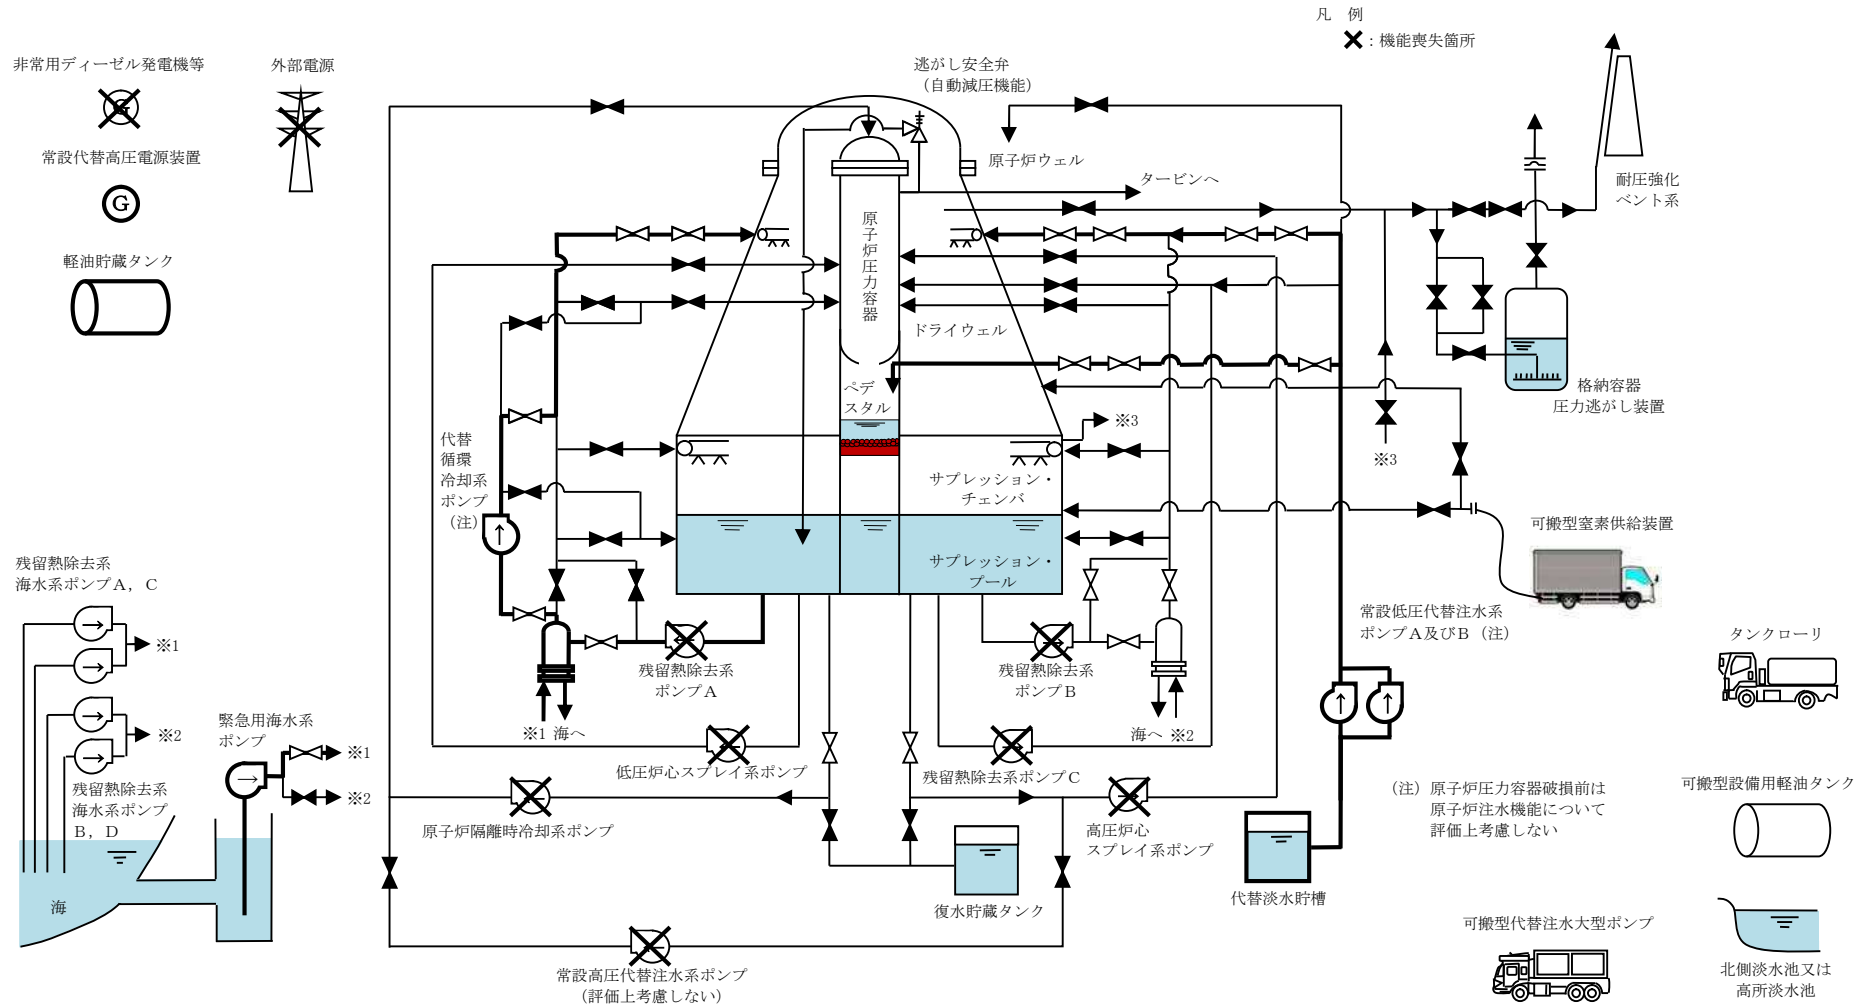 凡　例
：機能喪失箇所
非常用ディーゼル発電機等
G
外部電源
常設代替高圧電源装置
G
軽油貯蔵タンク
逃がし安全弁
（自動減圧機能）
原子炉ウェル
タービンへ
耐圧強化
ベント系
原子炉圧力容器
ドライウェル
ペデ
スタル
格納容器
圧力逃がし装置
※3
※3
代替
循環
冷却系
ポンプ
（注）
サプレッション・
チェンバ
サプレッション・
プール
可搬型窒素供給装置
残留熱除去系
海水系ポンプA，C
※1
※2
残留熱除去系
海水系ポンプ
B，D
緊急用海水系
ポンプ
※1
※2
海
残留熱除去系
ポンプA
※1 海へ
残留熱除去系
ポンプB
海へ ※2
常設低圧代替注水系
ポンプA及びB（注）
タンクローリ
低圧炉心スプレイ系ポンプ
残留熱除去系ポンプC
原子炉隔離時冷却系ポンプ
高圧炉心
スプレイ系ポンプ
（注）原子炉圧力容器破損前は
原子炉注水機能について
評価上考慮しない
可搬型設備用軽油タンク
復水貯蔵タンク
代替淡水貯槽
常設高圧代替注水系ポンプ
（評価上考慮しない）
可搬型代替注水大型ポンプ
北側淡水池又は
高所淡水池